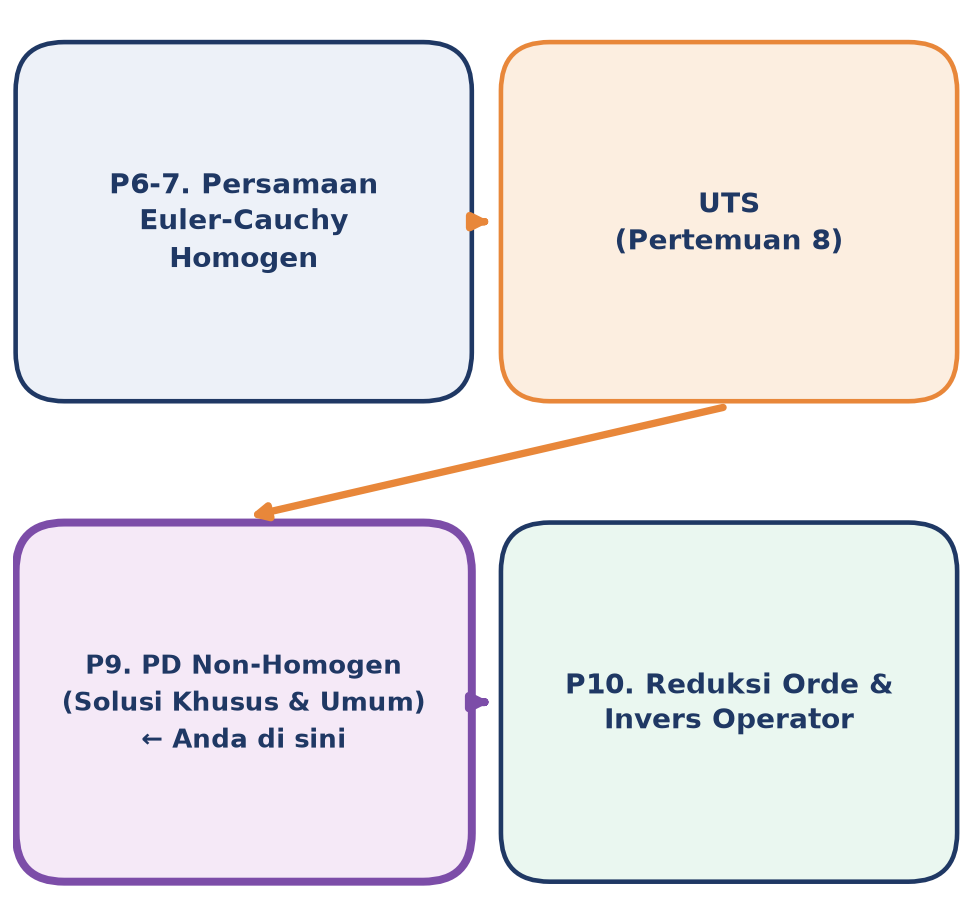 P6-7. Persamaan
Euler-Cauchy
Homogen
UTS
(Pertemuan 8)
P9. PD Non-Homogen
(Solusi Khusus & Umum)
← Anda di sini
P10. Reduksi Orde &
Invers Operator